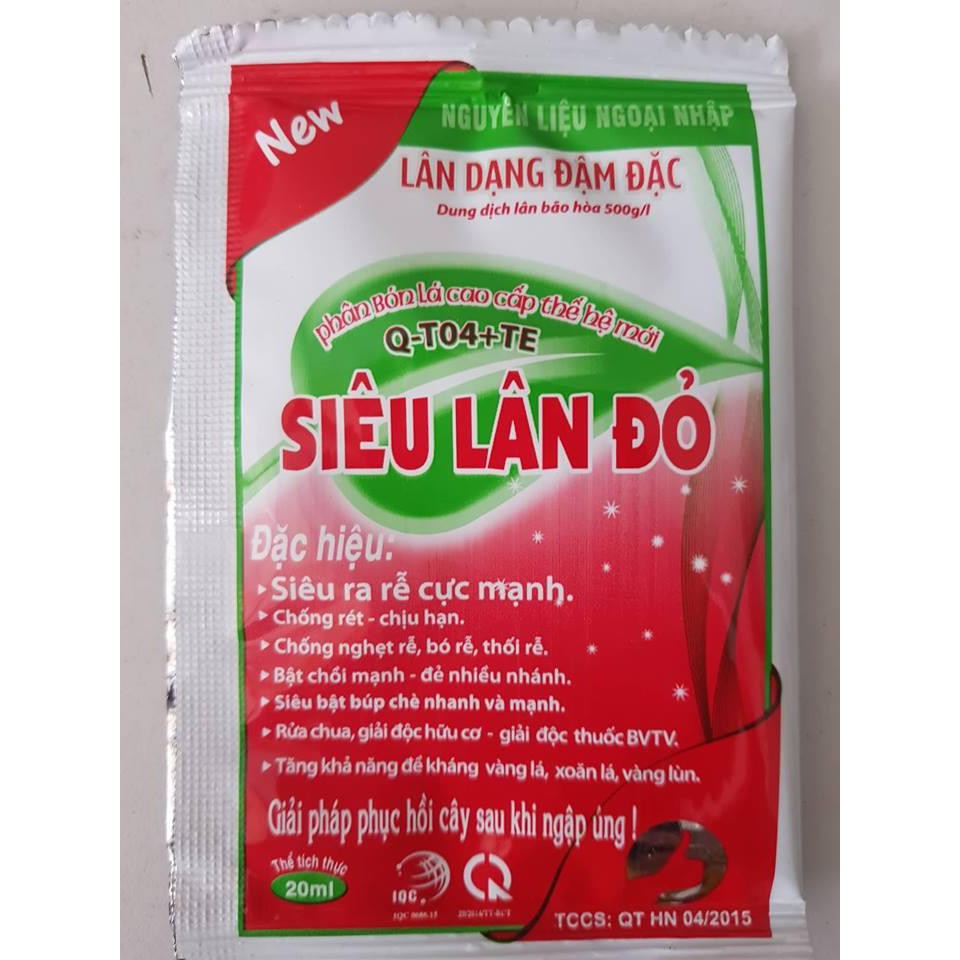 New
NGUYÊN LIỆU NGOẠI NHẬP
LÂN DẠNG ĐẬM ĐẶC
Dung dịch lân bão hòa 500g/l
phân Bón Lá cao cấp thế hệ mới
Q-T04+TE
SIÊU LÂN ĐỎ
Đặc hiệu:
Siêu ra rễ cực mạnh.
Chống rét - chịu hạn.
Chống nghẹt rễ, bó rễ, thối rễ.
Bật chồi mạnh - đẻ nhiều nhánh.
Siêu bật búp chè nhanh và mạnh.
Rửa chua, giải độc hữu cơ - giải độc thuốc BVTV.
Tăng khả năng đề kháng vàng lá, xoăn lá, vàng lùn.
Giải pháp phục hồi cây sau khi ngập úng !
Thể tích thực
20ml
IQC
IQC 0686.15
TCCS: QT HN 04/2015